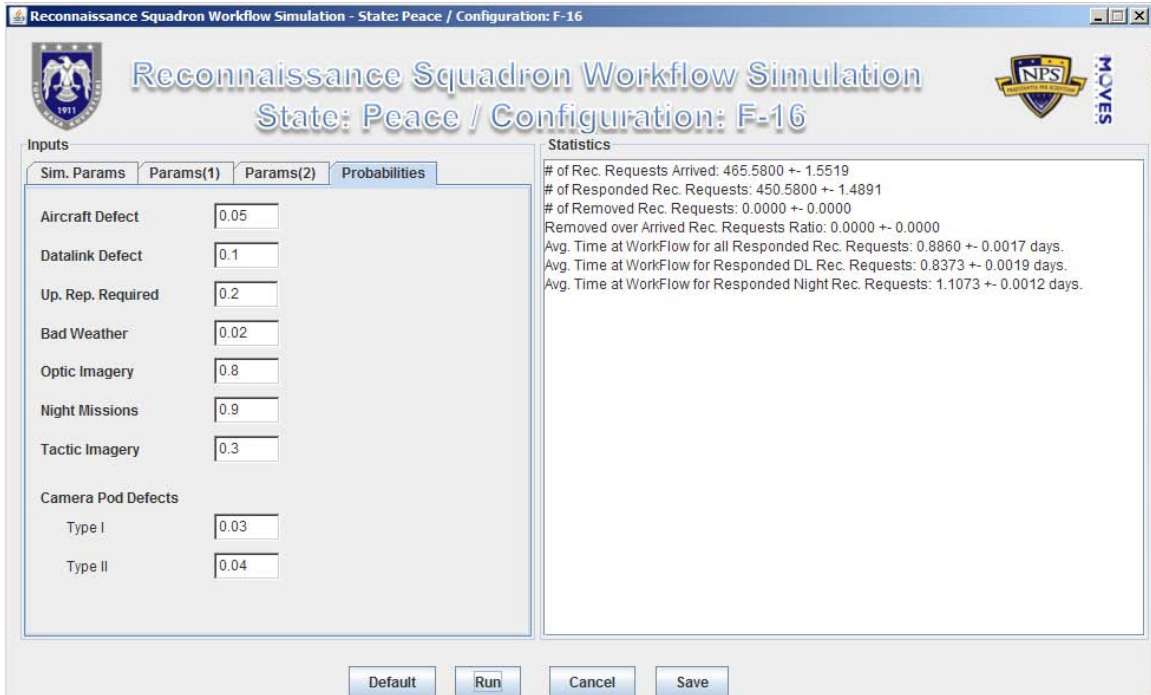 Reconnaissance Squadron Workflow Simulation - State: Peace / Configuration: F-16
Reconnaissance Squadron Workflow Simulation
State: Peace / Configuration: F-16
1911
NPS
MOVES
Inputs
Sim. Params Params(1) Params(2) Probabilities
Aircraft Defect 0.05
Datalink Defect 0.1
Up. Rep. Required 0.2
Bad Weather 0.02
Optic Imagery 0.8
Night Missions 0.9
Tactic Imagery 0.3
Camera Pod Defects
Type I 0.03
Type II 0.04
Statistics
# of Rec. Requests Arrived: 465.5800 +- 1.5519
# of Responded Rec. Requests: 450.5800 +- 1.4891
# of Removed Rec. Requests: 0.0000 +- 0.0000
Removed over Arrived Rec. Requests Ratio: 0.0000 +- 0.0000
Avg. Time at WorkFlow for all Responded Rec. Requests: 0.8860 +- 0.0017 days.
Avg. Time at WorkFlow for Responded DL Rec. Requests: 0.8373 +- 0.0019 days.
Avg. Time at WorkFlow for Responded Night Rec. Requests: 1.1073 +- 0.0012 days.
Default Run Cancel Save